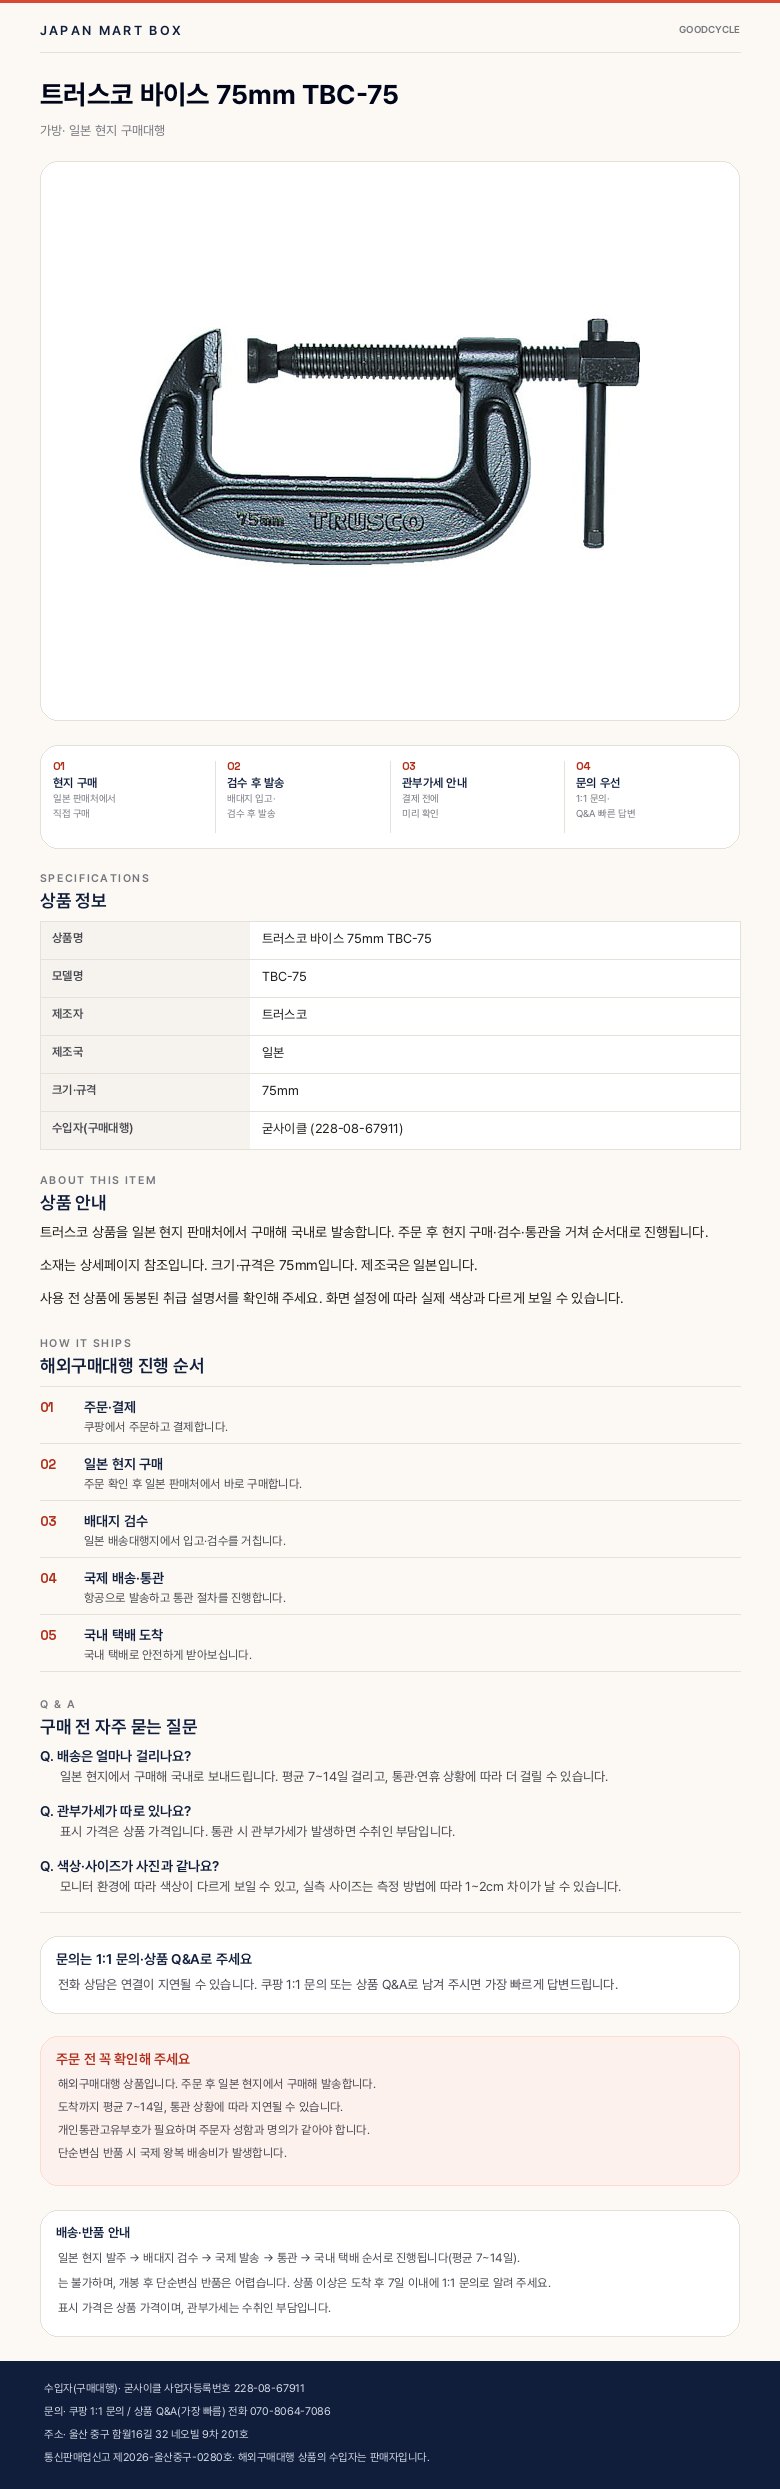 JAPAN MART BOX
GOODCYCLE
트러스코 바이스 75mm TBC-75
가방· 일본 현지 구매대행
75mm TRUSCO
01
현지 구매
일본 판매처에서
직접 구매
02
검수 후 발송
배대지 입고·
검수 후 발송
03
관부가세 안내
결제 전에
미리 확인
04
문의 우선
1:1 문의·
Q&A 빠른 답변
SPECIFICATIONS
상품 정보
상품명 트러스코 바이스 75mm TBC-75
모델명 TBC-75
제조자 트러스코
제조국 일본
크기·규격 75mm
수입자(구매대행) 굳사이클 (228-08-67911)
ABOUT THIS ITEM
상품 안내
트러스코 상품을 일본 현지 판매처에서 구매해 국내로 발송합니다. 주문 후 현지 구매·검수·통관을 거쳐 순서대로 진행됩니다.
소재는 상세페이지 참조입니다. 크기·규격은 75mm입니다. 제조국은 일본입니다.
사용 전 상품에 동봉된 취급 설명서를 확인해 주세요. 화면 설정에 따라 실제 색상과 다르게 보일 수 있습니다.
HOW IT SHIPS
해외구매대행 진행 순서
01 주문·결제
쿠팡에서 주문하고 결제합니다.
02 일본 현지 구매
주문 확인 후 일본 판매처에서 바로 구매합니다.
03 배대지 검수
일본 배송대행지에서 입고·검수를 거칩니다.
04 국제 배송·통관
항공으로 발송하고 통관 절차를 진행합니다.
05 국내 택배 도착
국내 택배로 안전하게 받아보십니다.
Q & A
구매 전 자주 묻는 질문
Q. 배송은 얼마나 걸리나요?
일본 현지에서 구매해 국내로 보내드립니다. 평균 7~14일 걸리고, 통관·연휴 상황에 따라 더 걸릴 수 있습니다.
Q. 관부가세가 따로 있나요?
표시 가격은 상품 가격입니다. 통관 시 관부가세가 발생하면 수취인 부담입니다.
Q. 색상·사이즈가 사진과 같나요?
모니터 환경에 따라 색상이 다르게 보일 수 있고, 실측 사이즈는 측정 방법에 따라 1~2cm 차이가 날 수 있습니다.
문의는 1:1 문의·상품 Q&A로 주세요
전화 상담은 연결이 지연될 수 있습니다. 쿠팡 1:1 문의 또는 상품 Q&A로 남겨 주시면 가장 빠르게 답변드립니다.
주문 전 꼭 확인해 주세요
해외구매대행 상품입니다. 주문 후 일본 현지에서 구매해 발송합니다.
도착까지 평균 7~14일, 통관 상황에 따라 지연될 수 있습니다.
개인통관고유부호가 필요하며 주문자 성함과 명의가 같아야 합니다.
단순변심 반품 시 국제 왕복 배송비가 발생합니다.
배송·반품 안내
일본 현지 발주 → 배대지 검수 → 국제 발송 → 통관 → 국내 택배 순서로 진행됩니다(평균 7~14일).
는 불가하며, 개봉 후 단순변심 반품은 어렵습니다. 상품 이상은 도착 후 7일 이내에 1:1 문의로 알려 주세요.
표시 가격은 상품 가격이며, 관부가세는 수취인 부담입니다.
수입자(구매대행)· 굳사이클 사업자등록번호 228-08-67911
문의· 쿠팡 1:1 문의 / 상품 Q&A(가장 빠름) 전화 070-8064-7086
주소· 울산 중구 함월16길 32 네오빌 9차 201호
통신판매업신고 제2026-울산중구-0280호· 해외구매대행 상품의 수입자는 판매자입니다.